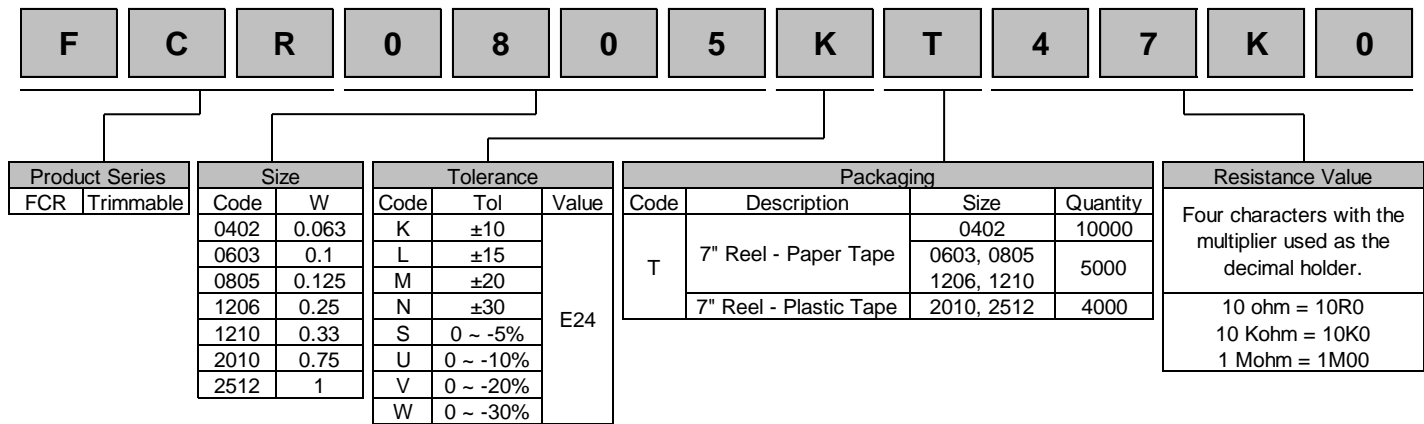 F C R 0 8 0 5 K T 4 7 K 0
Product Series
FCR Trimmable
Size
Code W
0402 0.063
0603 0.1
0805 0.125
1206 0.25
1210 0.33
2010 0.75
2512 1
Tolerance
Code Tol Value
K ±10
L ±15
M ±20
N ±30
S 0 ~ -5%
U 0 ~ -10%
V 0 ~ -20%
W 0 ~ -30%
E24
Packaging
Code Description Size Quantity
T
7" Reel - Paper Tape
0402 10000
0603, 0805
1206, 1210
5000
7" Reel - Plastic Tape 2010, 2512 4000
Resistance Value
Four characters with the
multiplier used as the
decimal holder.
10 ohm = 10R0
10 Kohm = 10K0
1 Mohm = 1M00